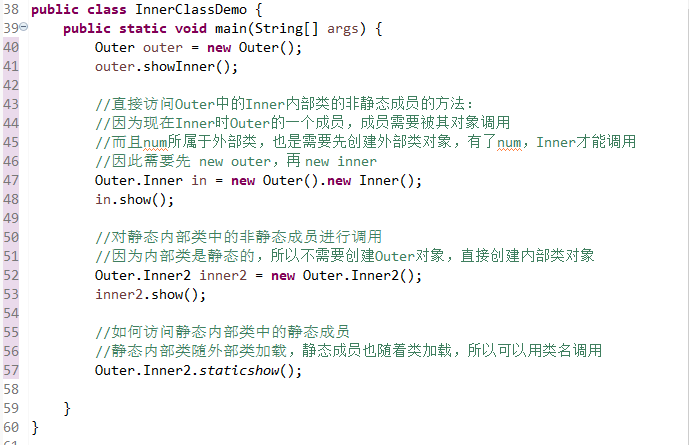 38 public class InnerClassDemo {
39 public static void main(String[] args) {
40 Outer outer = new Outer();
41 outer.showInner();
42
43 //直接访问Outer中的Inner内部类的非静态成员的方法：
44 //因为现在Inner时Outer的一个成员，成员需要被其对象调用
45 //而且num所属于外部类，也是需要先创建外部类对象，有了num，Inner才能调用
46 //因此需要先 new outer，再 new inner
47 Outer.Inner in = new Outer().new Inner();
48 in.show();
49
50 //对静态内部类中的非静态成员进行调用
51 //因为内部类是静态的，所以不需要创建Outer对象，直接创建内部类对象
52 Outer.Inner2 inner2 = new Outer.Inner2();
53 inner2.show();
54
55 //如何访问静态内部类中的静态成员
56 //静态内部类随外部类加载，静态成员也随着类加载，所以可以用类名调用
57 Outer.Inner2.staticshow();
58
59 }
60 }